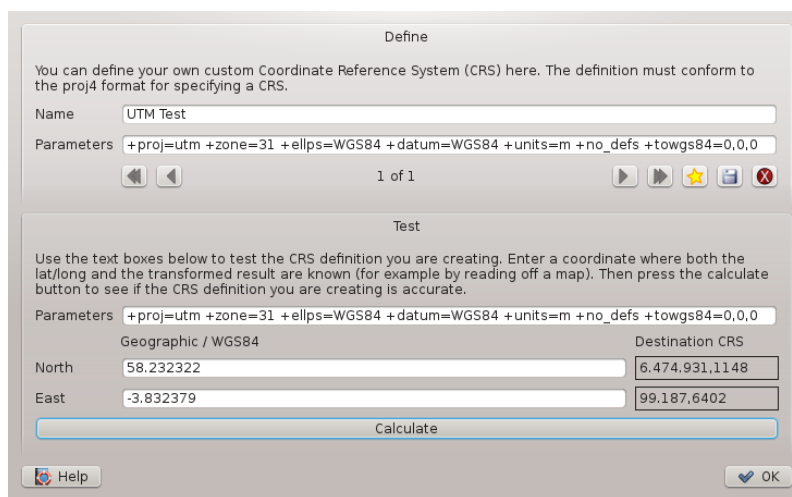 Define
You can define your own custom Coordinate Reference System (CRS) here. The definition must conform to
the proj4 format for specifying a CRS.
Name UTM Test
Parameters +proj=utm +zone=31 +ellps=WGS84 +datum=WGS84 +units=m +no_defs +towgs84=0,0,0
1 of 1
Test
Use the text boxes below to test the CRS definition you are creating. Enter a coordinate where both the
lat/long and the transformed result are known (for example by reading off a map). Then press the calculate
button to see if the CRS definition you are creating is accurate.
Parameters +proj=utm +zone=31 +ellps=WGS84 +datum=WGS84 +units=m +no_defs +towgs84=0,0,0
Geographic / WGS84 Destination CRS
North 58.232322 6.474.931,1148
East -3.832379 99.187,6402
Calculate
Help OK